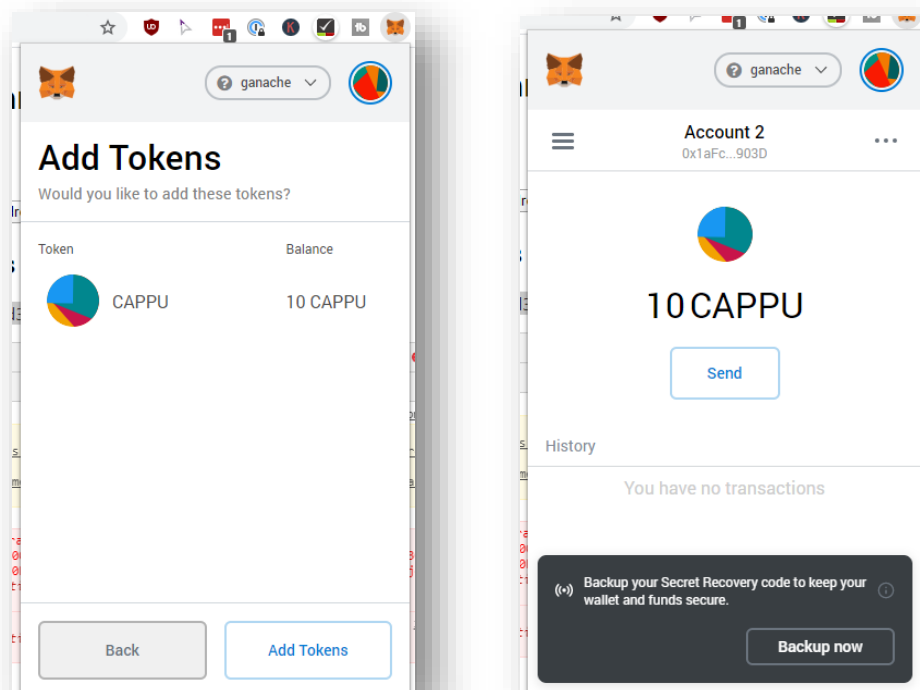 1
ganache
Add Tokens
Would you like to add these tokens?
Token
Balance
CAPPU
10 CAPPU
Back
Add Tokens
1
ganache
Account 2
0x1aFc...903D
10 CAPPU
Send
History
You have no transactions
Backup your Secret Recovery code to keep your
wallet and funds secure.
Backup now